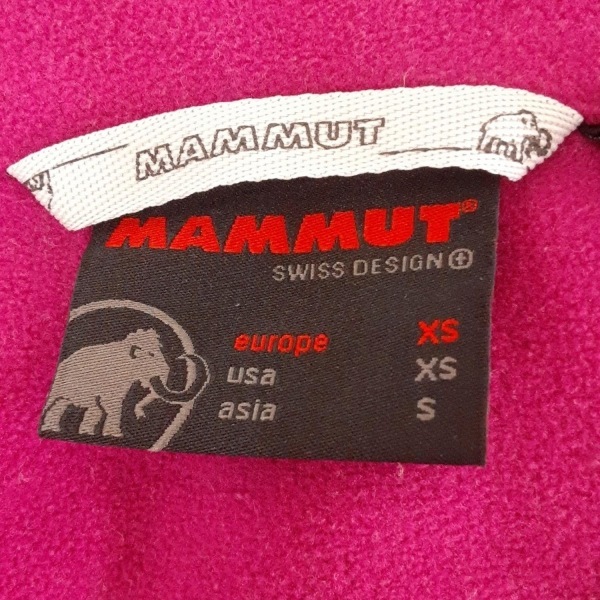 MAMMUT
MAMMUT®
SWISS DESIGN
europe XS
usa XS
asia S